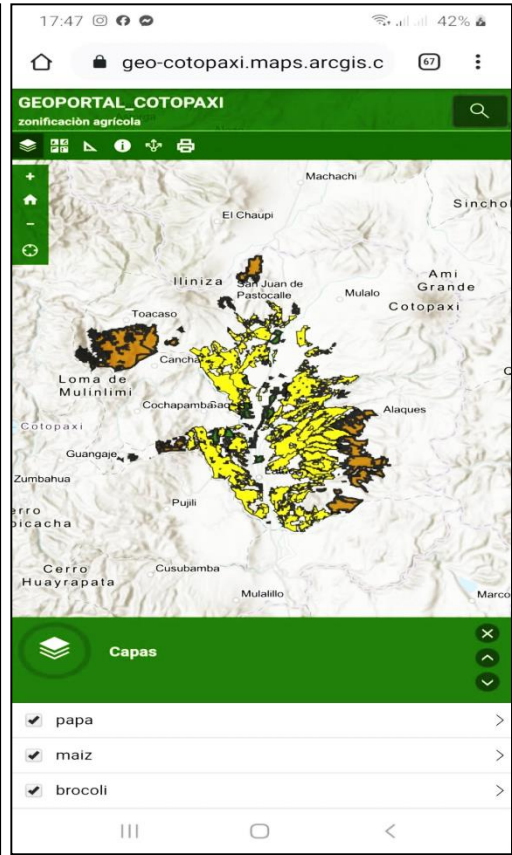 17:47 42%
geo-cotopaxi.maps.arcgis.c 67
GEOPORTAL_COTOPAXI
zonificaciòn agrícola
Machachi
Sinchol
El Chaupi
Iliniza
San Juan de
Pastocalle
Mulalo
Ami
Grande
Cotopaxi
Toacaso
Cancha
Loma de
Mulinlimi
Cochapamba
Alaques
Cotopaxi
Guangaje
Zumbahua
Pujili
erro
picacha
Cerro
Huayrapata
Cusubamba
Mulalillo
Marco
Capas
papa
maiz
brocoli